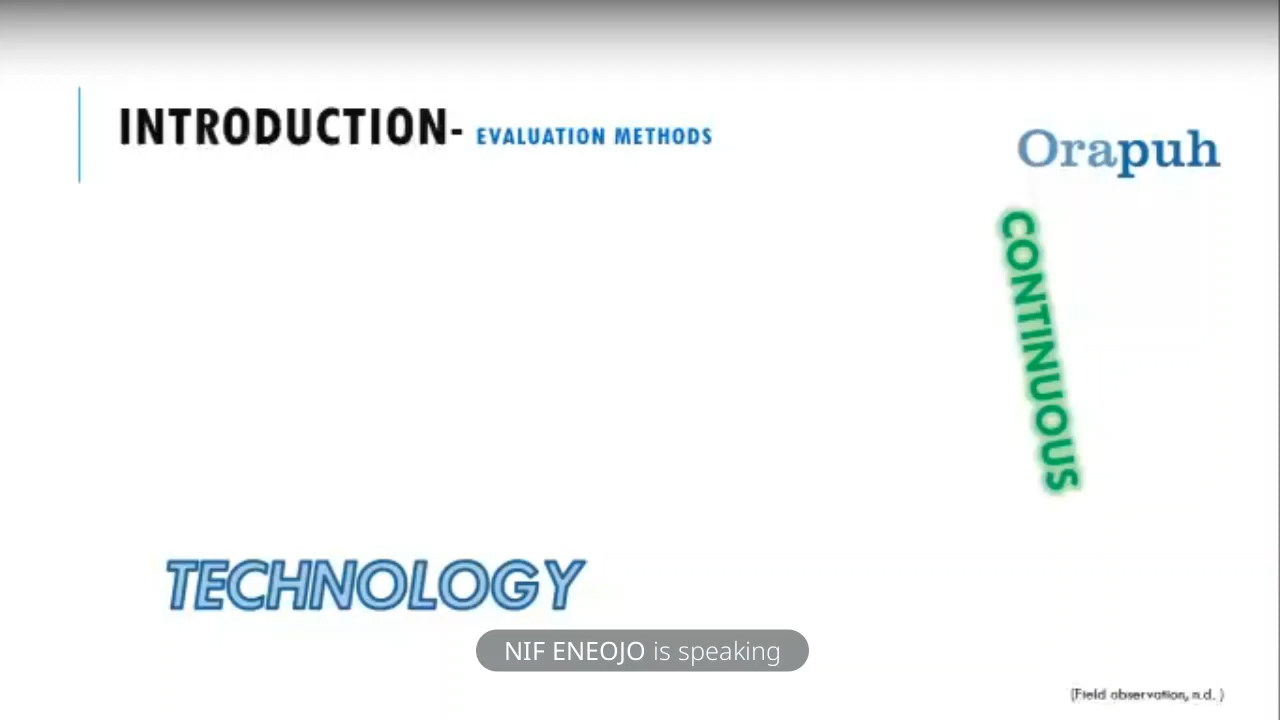 INTRODUCTION- EVALUATION METHODS
Orapuh
CONTINUOUS
TECHNOLOGY
NIF ENEOJO is speaking
(Field observation, n.d. )